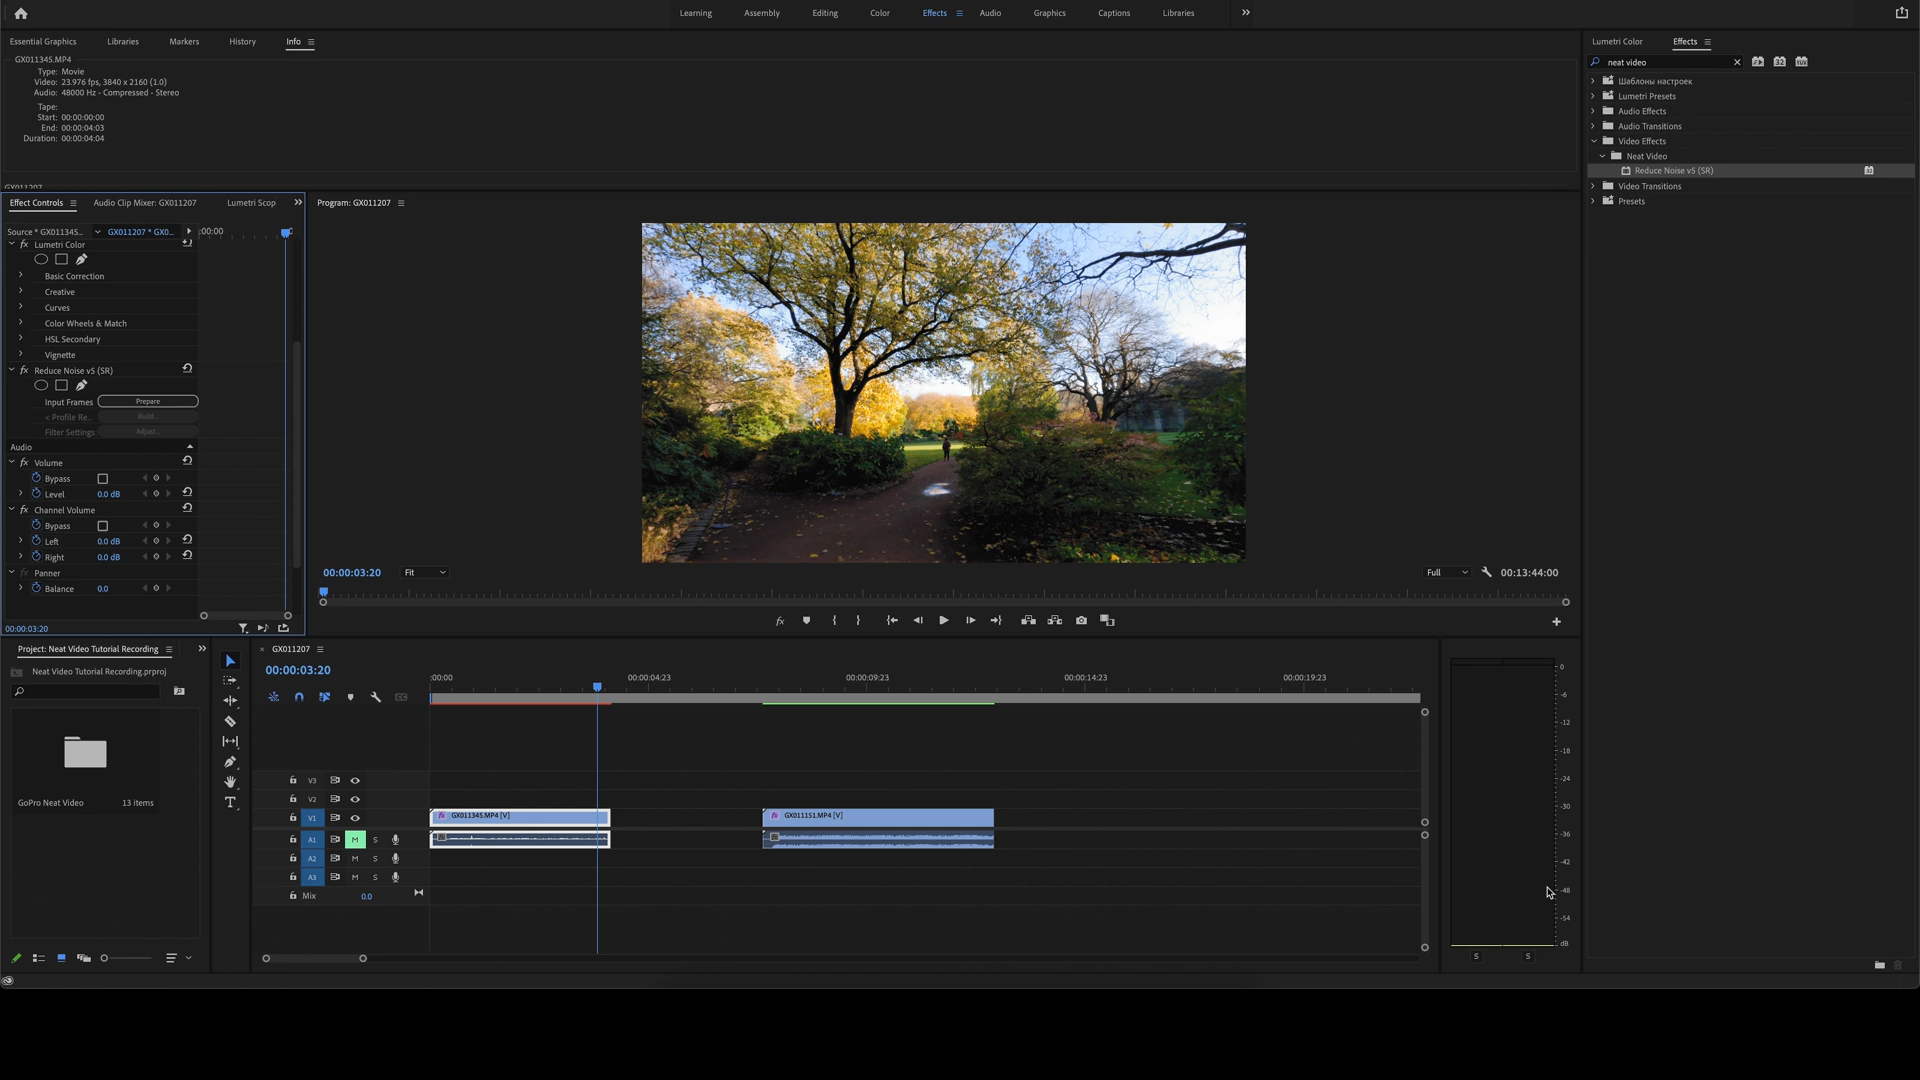 Learning
Assembly
Editing
Color
Effects
Audio
Graphics
Captions
Libraries
Essential Graphics
Libraries
Markers
History
Info
GX011345.MP4
Type: Movie
Video: 23.976 fps, 3840 x 2160 (1.0)
Audio: 48000 Hz - Compressed - Stereo
Tape:
Start: 00:00:00:00
End: 00:00:04:03
Duration: 00:00:04:04
GX011207
Effect Controls
Audio Clip Mixer: GX011207
Lumetri Scop
Source * GX011345...
GX011207 * GX0...
:00:00
Lumetri Color
Basic Correction
Creative
Curves
Color Wheels & Match
HSL Secondary
Vignette
Reduce Noise v5 (SR)
Input Frames
Prepare
< Profile Re...
Build...
Filter Settings:
Adjust...
Audio
Volume
Bypass
Level
0.0 dB
Channel Volume
Bypass
Left
0.0 dB
Right
0.0 dB
Panner
Balance
0.0
00:00:03:20
Program: GX011207
00:00:03:20
Fit
Full
00:13:44:00
Lumetri Color
Effects
neat video
Шаблоны настроек
Lumetri Presets
Audio Effects
Audio Transitions
Video Effects
Neat Video
Reduce Noise v5 (SR)
Video Transitions
Presets
Project: Neat Video Tutorial Recording
Neat Video Tutorial Recording.prproj
GoPro Neat Video
13 items
GX011207
00:00:03:20
:00:00
00:00:04:23
00:00:09:23
00:00:14:23
00:00:19:23
V3
V2
V1
GX011345.MP4 [V]
GX011151.MP4 [V]
A1
M
S
A2
M
S
A3
M
S
Mix
0.0
0
-6
-12
-18
-24
-30
-36
-42
-48
-54
dB
S
S